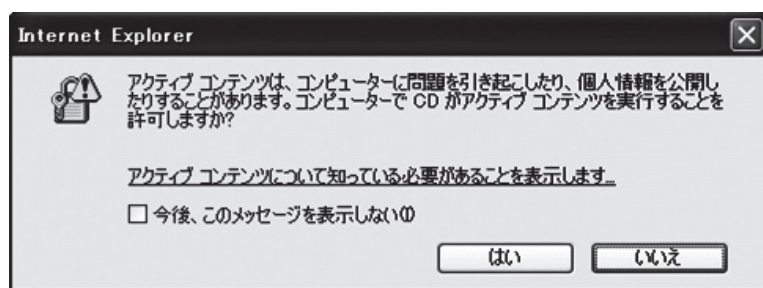 Internet Explorer
アクティブ コンテンツは、コンピューターに問題を引き起こしたり、個人情報を公開し
たりすることがあります。コンピューターで CD がアクティブ コンテンツを実行することを
許可しますか?
アクティブ コンテンツについて知っている必要があることを表示します...
今後、このメッセージを表示しない(I)
はい
いいえ